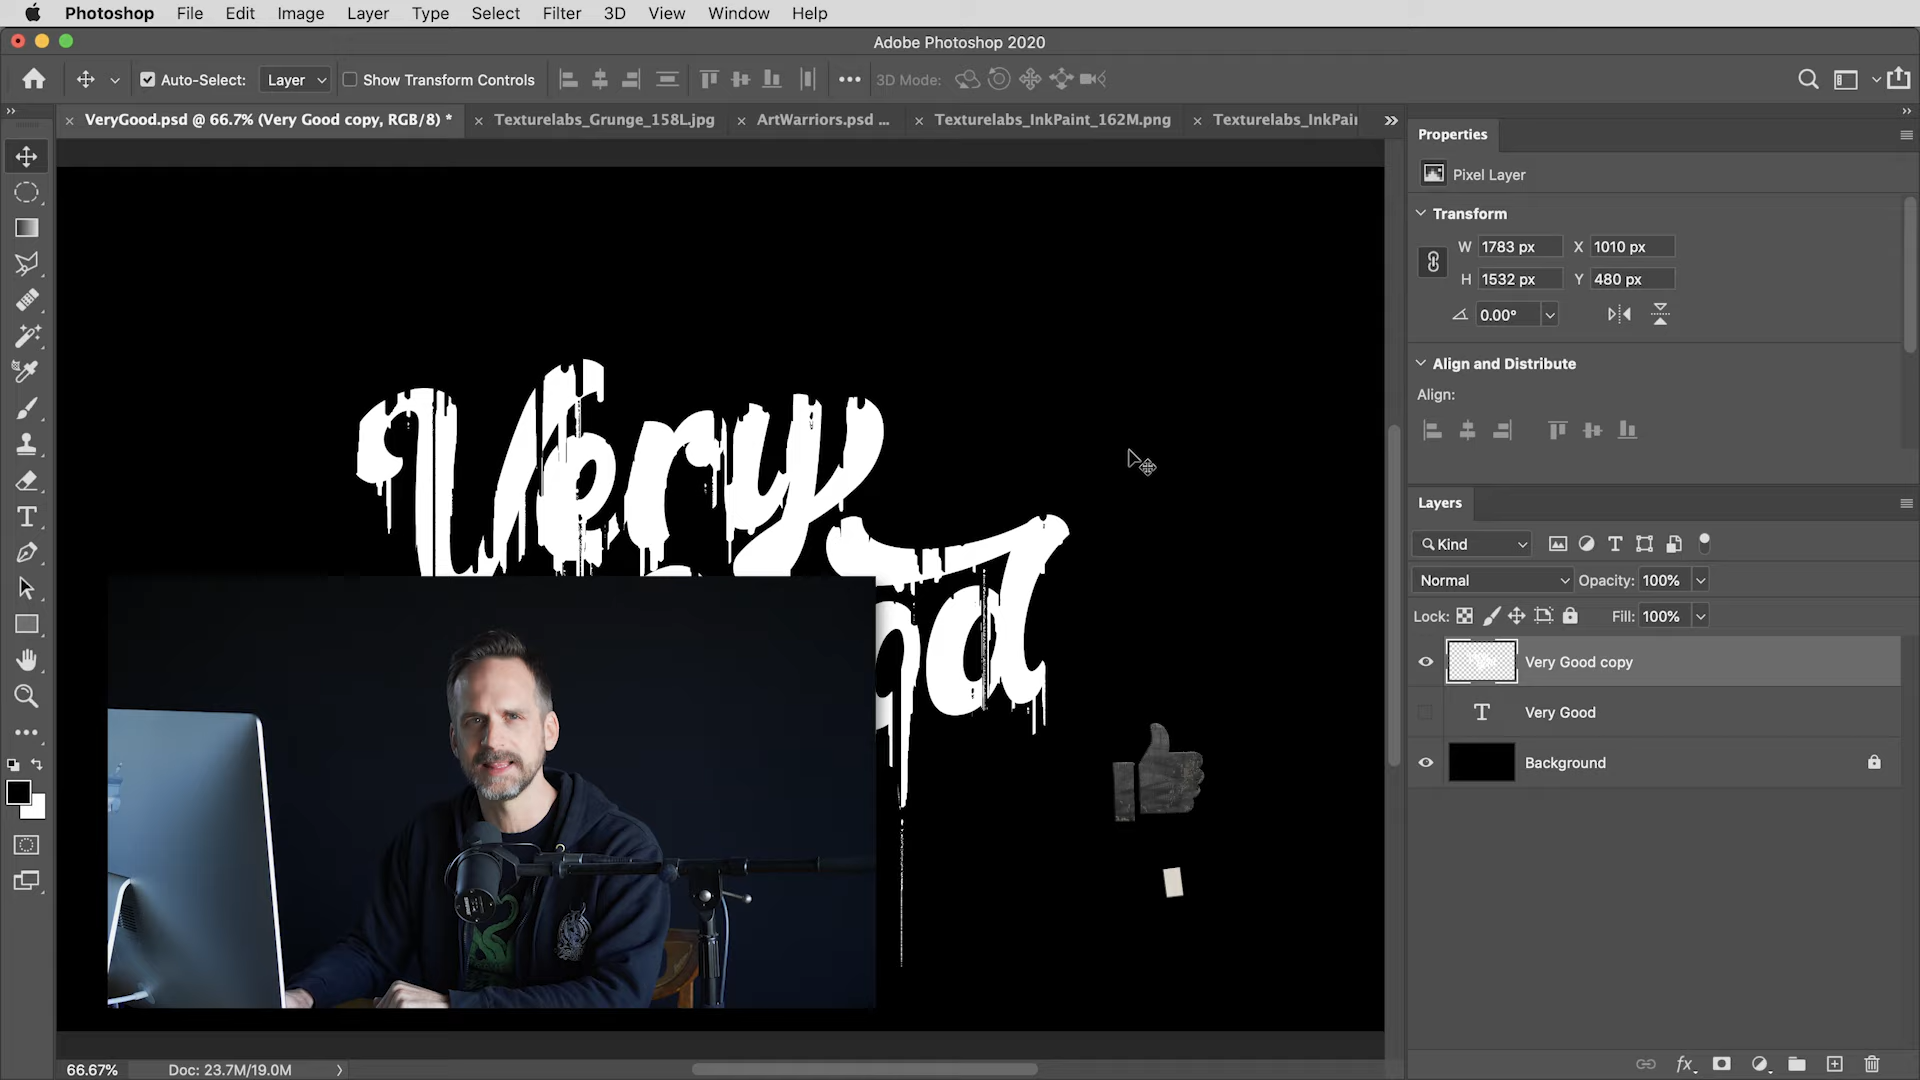 Photoshop File Edit Image Layer Type Select Filter 3D View Window Help
Adobe Photoshop 2020
Auto-Select: Layer Show Transform Controls 3D Mode:
VeryGood.psd @ 66.7% (Very Good copy, RGB/8) * Texturelabs_Grunge_158L.jpg ArtWarriors.psd ... Texturelabs_InkPaint_162M.png Texturelabs_InkPain
Properties
Pixel Layer
Transform
W 1783 px X 1010 px
H 1532 px Y 480 px
0.00°
Align and Distribute
Align:
Very
od
Layers
Kind
Normal Opacity: 100%
Lock: Fill: 100%
Very Good copy
T Very Good
Background
66.67% Doc: 23.7M/19.0M
fx